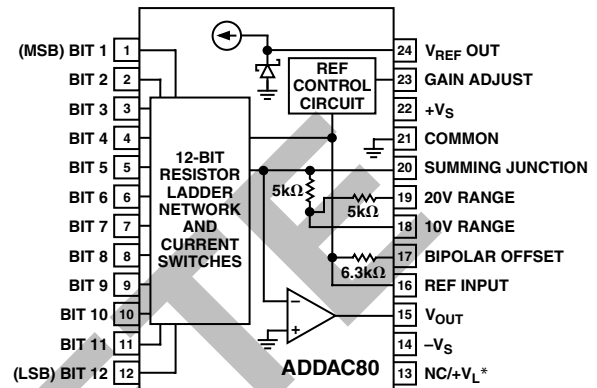 (MSB) BIT 1 1
BIT 2 2
BIT 3 3
BIT 4 4
BIT 5 5
BIT 6 6
BIT 7 7
BIT 8 8
BIT 9 9
BIT 10 10
BIT 11 11
(LSB) BIT 12 12
12-BIT
RESISTOR
LADDER
NETWORK
AND
CURRENT
SWITCHES
REF
CONTROL
CIRCUIT
5kΩ
5kΩ
6.3kΩ
−
+
ADDAC80
24 VREF OUT
23 GAIN ADJUST
22 +VS
21 COMMON
20 SUMMING JUNCTION
19 20V RANGE
18 10V RANGE
17 BIPOLAR OFFSET
16 REF INPUT
15 VOUT
14 −VS
13 NC/+VL*